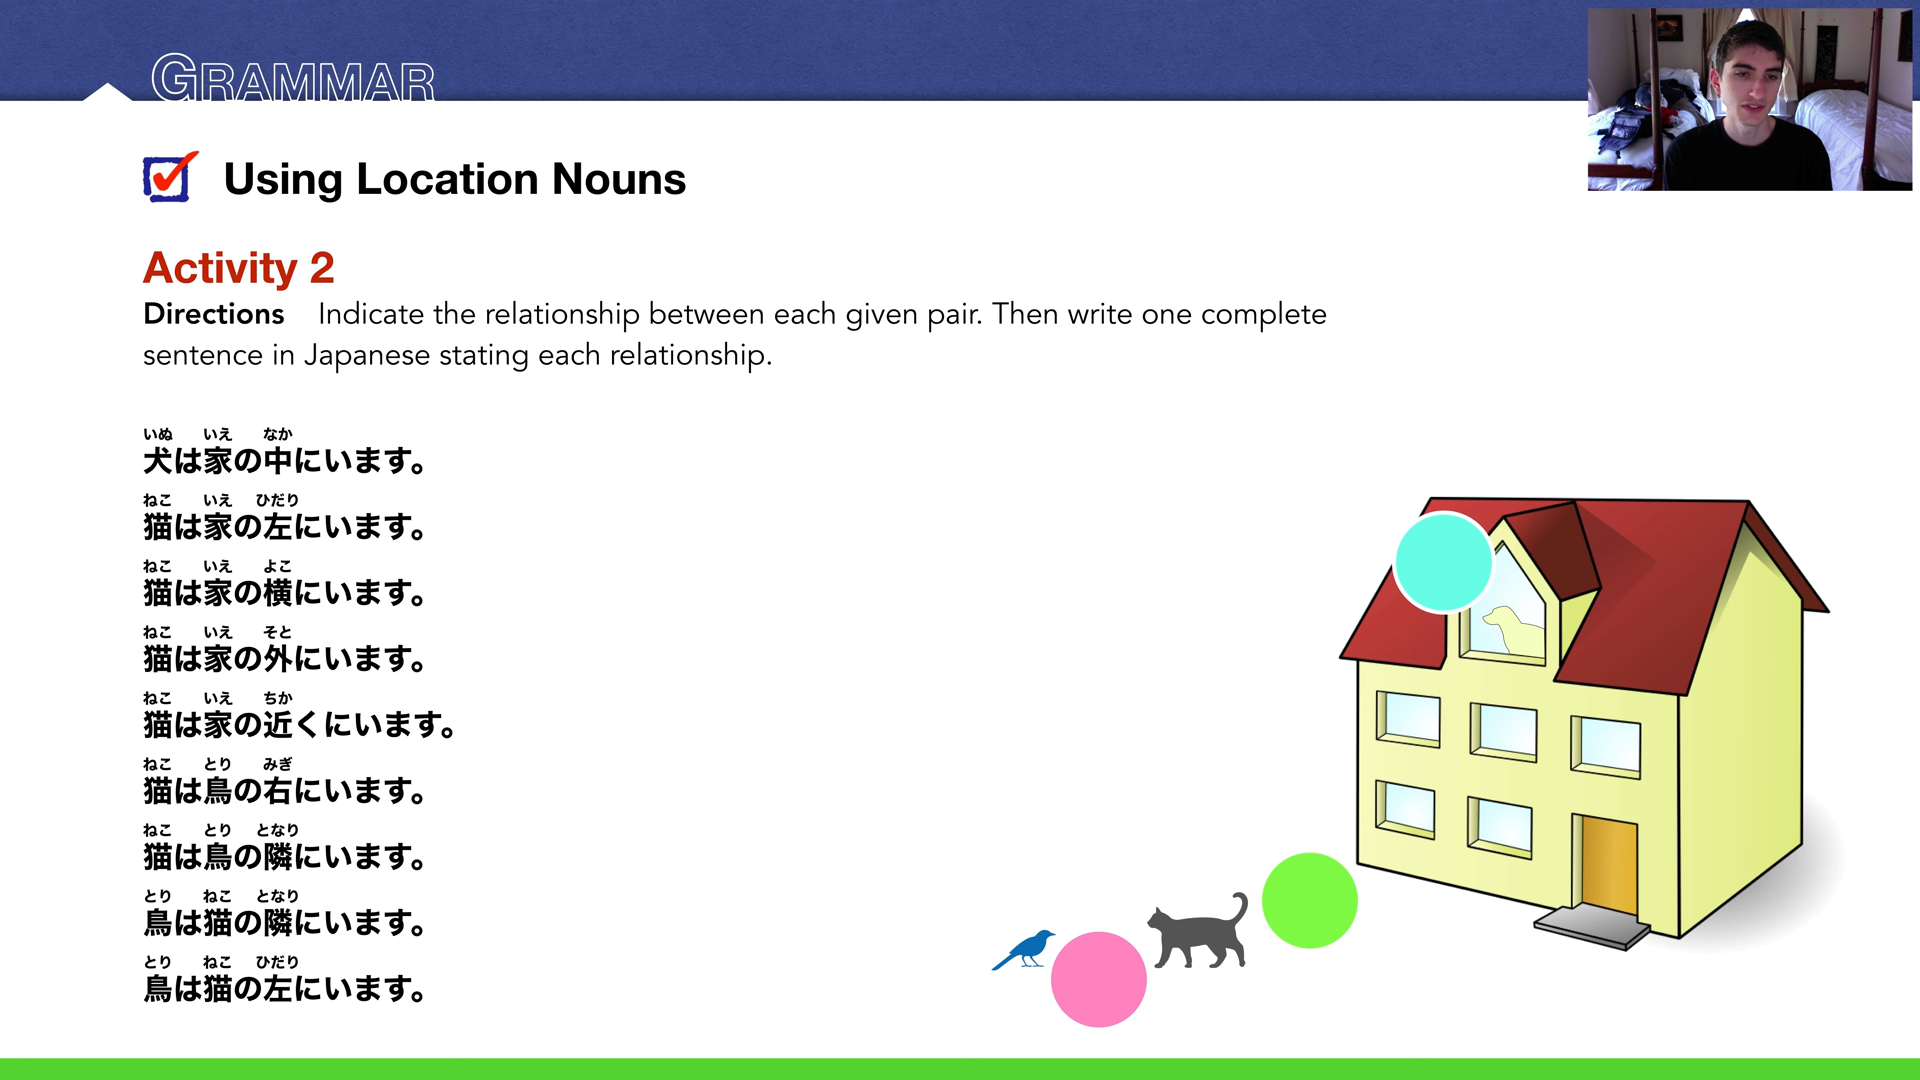 GRAMMAR
Using Location Nouns
Activity 2
Directions Indicate the relationship between each given pair. Then write one complete
sentence in Japanese stating each relationship.
いぬ いえ なか
犬は家の中にいます。
ねこ いえ ひだり
猫は家の左にいます。
ねこ いえ よこ
猫は家の横にいます。
ねこ いえ そと
猫は家の外にいます。
ねこ いえ ちか
猫は家の近くにいます。
ねこ とり みぎ
猫は鳥の右にいます。
ねこ とり となり
猫は鳥の隣にいます。
とり ねこ となり
鳥は猫の隣にいます。
とり ねこ ひだり
鳥は猫の左にいます。